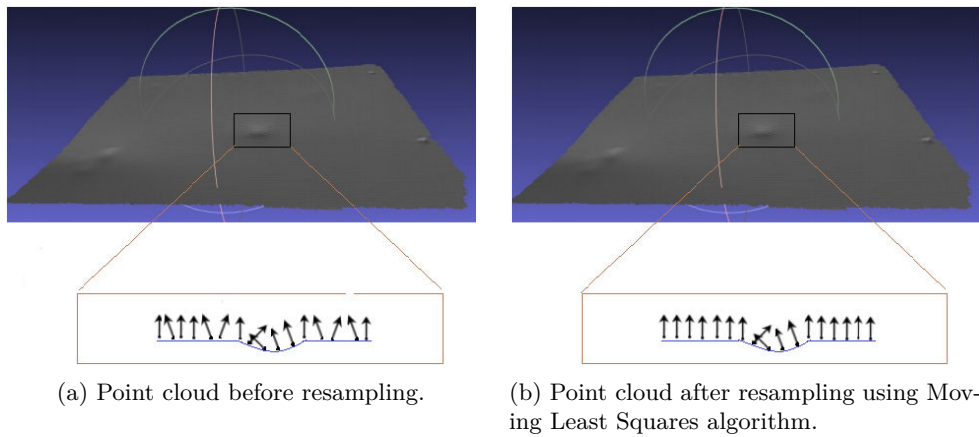 (a) Point cloud before resampling.
(b) Point cloud after resampling using Mov-
ing Least Squares algorithm.